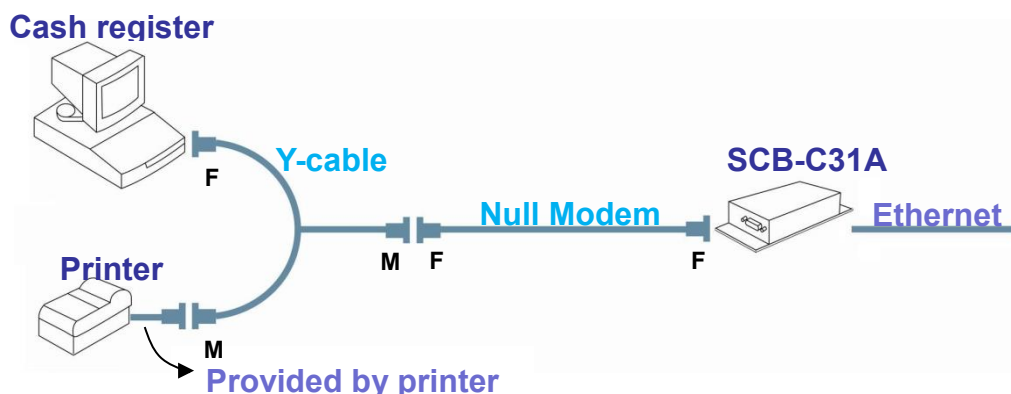 Cash register
F
Y-cable
SCB-C31A
Null Modem
Ethernet
M
F
F
Printer
M
Provided by printer